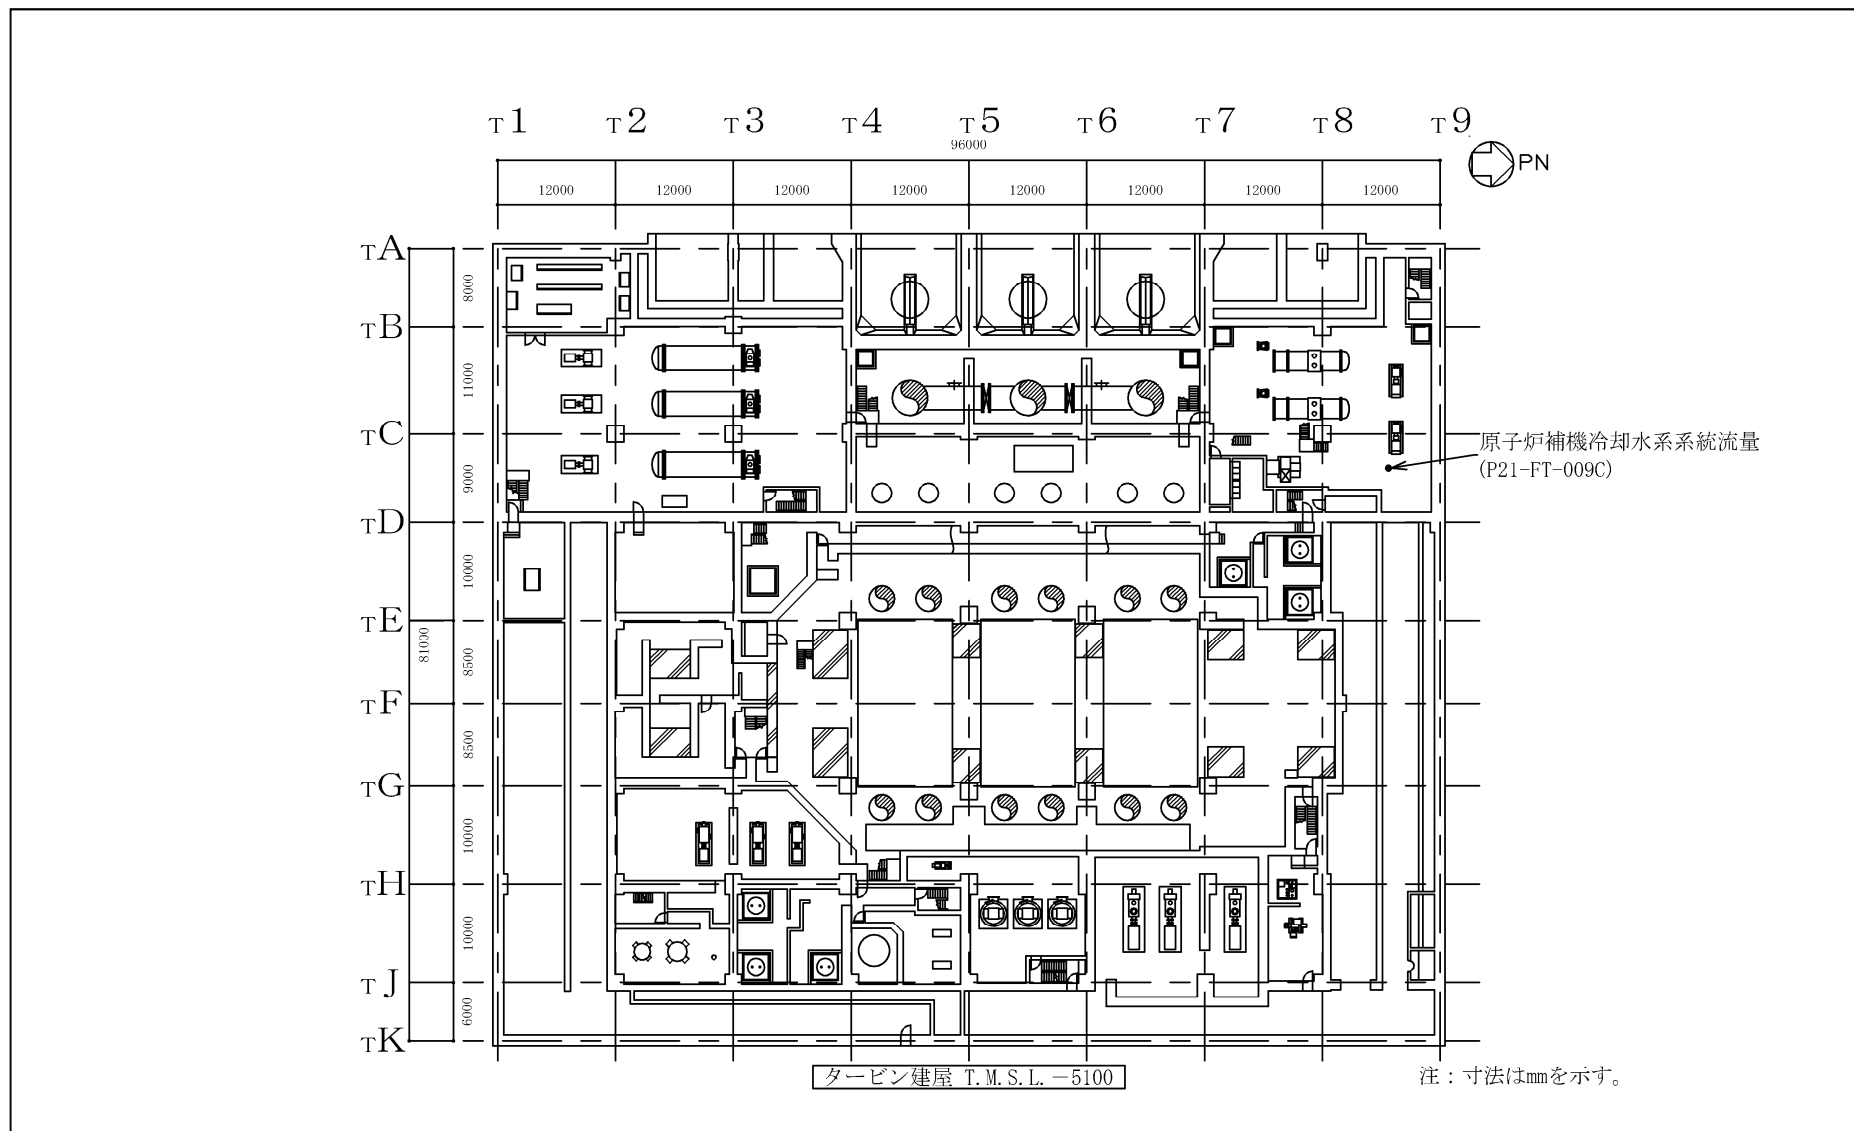 T1 T2 T3 T4 T5 T6 T7 T8 T9
96000
PN
12000 12000 12000 12000 12000 12000 12000 12000
TA
8000
TB
11000
TC
原子炉補機冷却水系系統流量
(P21-FT-009C)
9000
TD
10000
TE
81000
8500
TF
8500
TG
10000
TH
10000
TJ
6000
TK
タービン建屋 T.M.S.L.-5100
注：寸法はmmを示す。